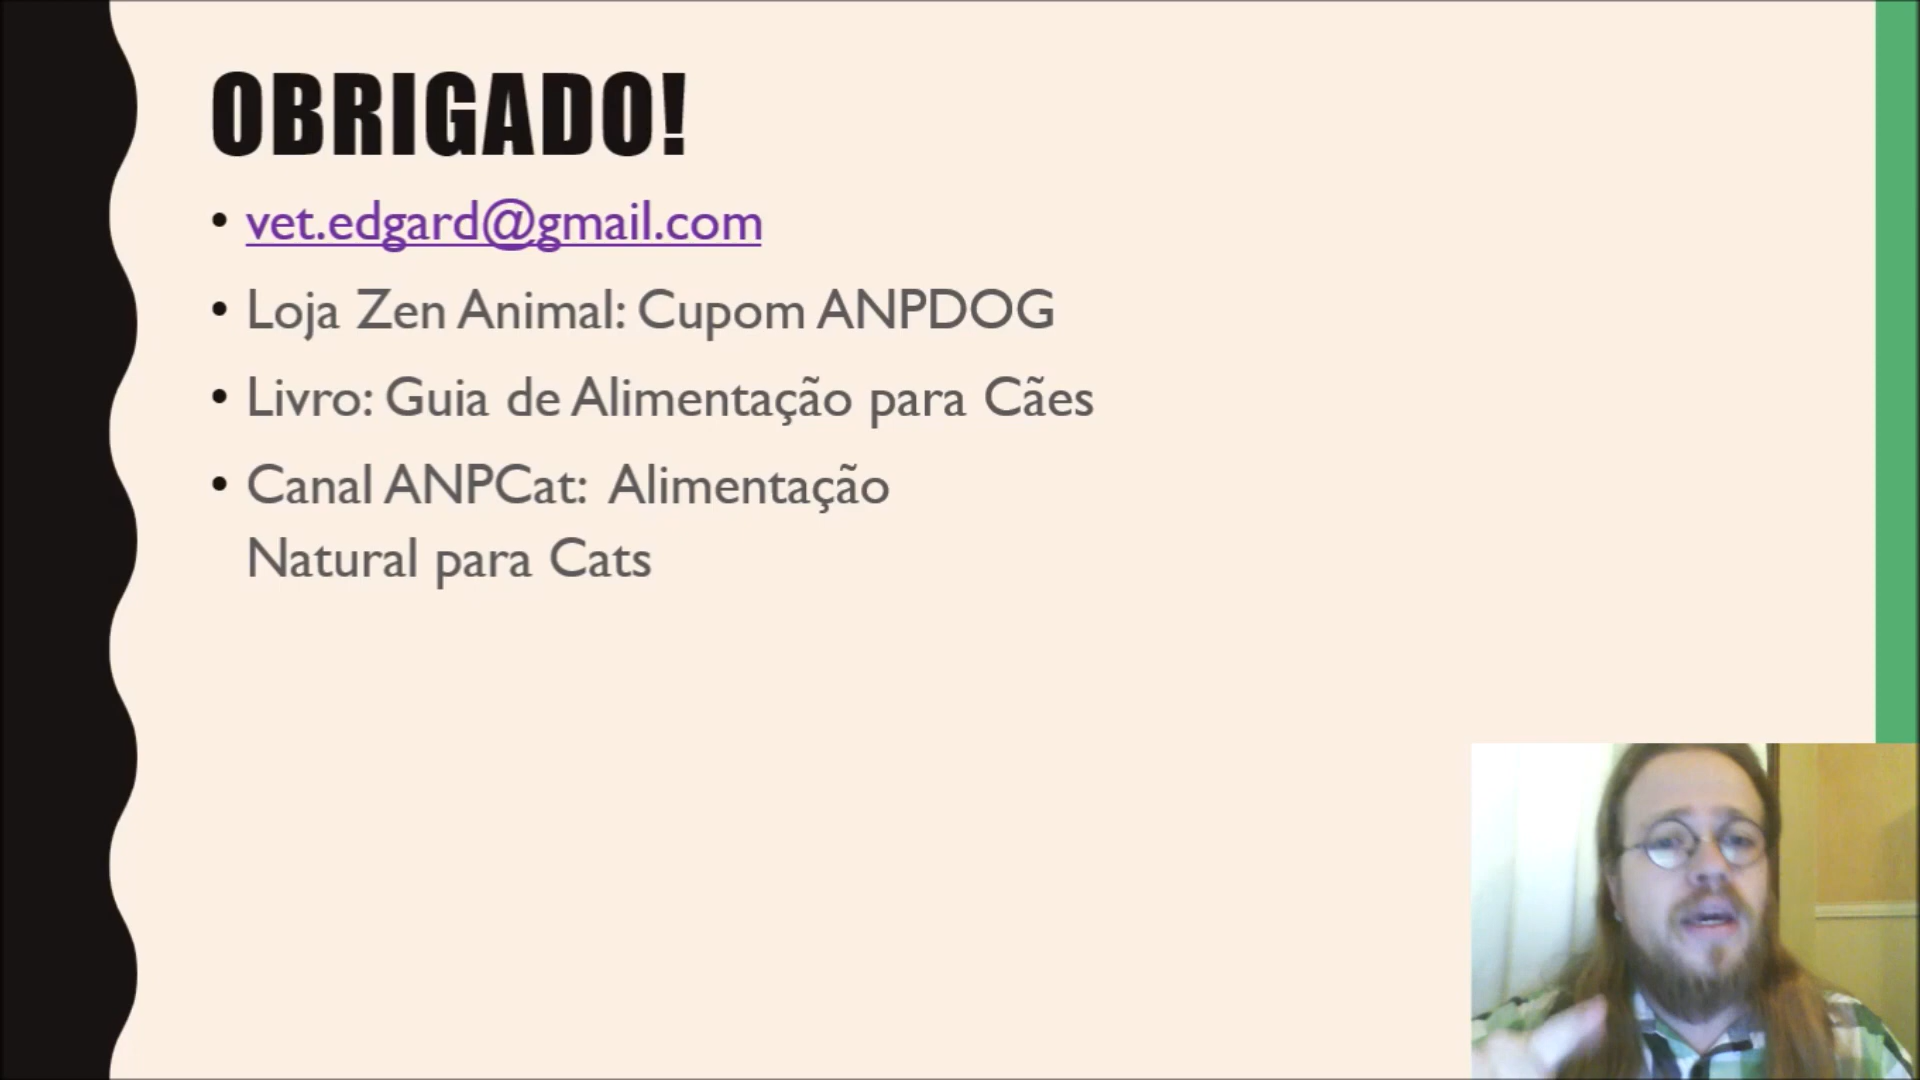 OBRIGADO!
• vet.edgard@gmail.com
• Loja Zen Animal: Cupom ANPDOG
• Livro: Guia de Alimentação para Cães
• Canal ANPCat: Alimentação
Natural para Cats